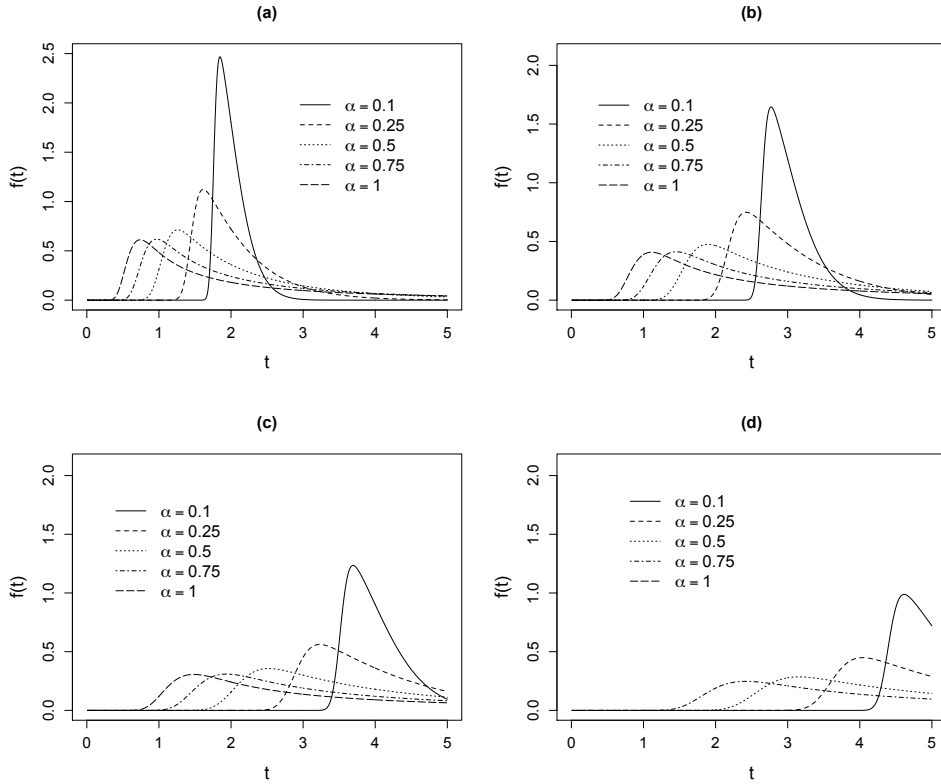 (a)
f(t)
2.5
2.0
1.5
1.0
0.5
0.0
α = 0.1
α = 0.25
α = 0.5
α = 0.75
α = 1
0 1 2 3 4 5
t
(b)
f(t)
2.0
1.5
1.0
0.5
0.0
α = 0.1
α = 0.25
α = 0.5
α = 0.75
α = 1
0 1 2 3 4 5
t
(c)
f(t)
2.0
1.5
1.0
0.5
0.0
α = 0.1
α = 0.25
α = 0.5
α = 0.75
α = 1
0 1 2 3 4 5
t
(d)
f(t)
2.0
1.5
1.0
0.5
0.0
α = 0.1
α = 0.25
α = 0.5
α = 0.75
α = 1
0 1 2 3 4 5
t